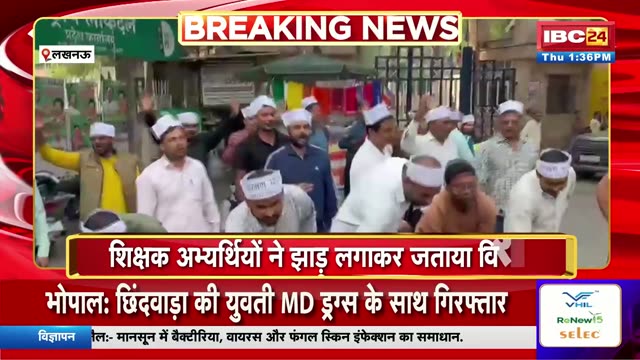 BREAKING NEWS
IBC24
Thu 1:36PM
लखनऊ
शिक्षक अभ्यर्थियों ने झाड़ू लगाकर जताया वि
भोपाल: छिंदवाड़ा की युवती MD ड्रग्स के साथ गिरफ्तार
विज्ञापन
तैल:- मानसून में बैक्टीरिया, वायरस और फंगल स्किन इंफेक्शन का समाधान.
VHIL
ReNew15
SELEC